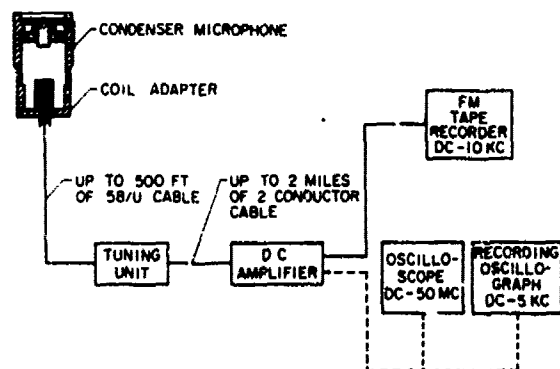 CONDENSER MICROPHONE
COIL ADAPTER
FM
TAPE
RECORDER
DC-10 KC
UP TO 500 FT
OF 58/U CABLE
UP TO 2 MILES
OF 2 CONDUCTOR
CABLE
TUNING
UNIT
DC
AMPLIFIER
OSCILLO-
SCOPE
DC-50 MC
RECORDING
OSCILLO-
GRAPH
DC-5 KC